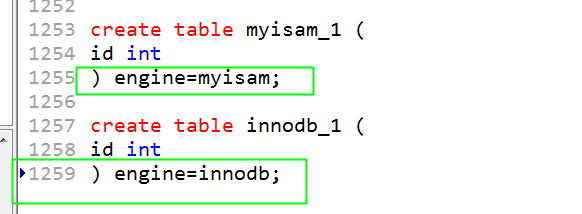 1252
1253 create table myisam_1 (
1254 id int
1255 ) engine=myisam;
1256
1257 create table innodb_1 (
1258 id int
1259 ) engine=innodb;